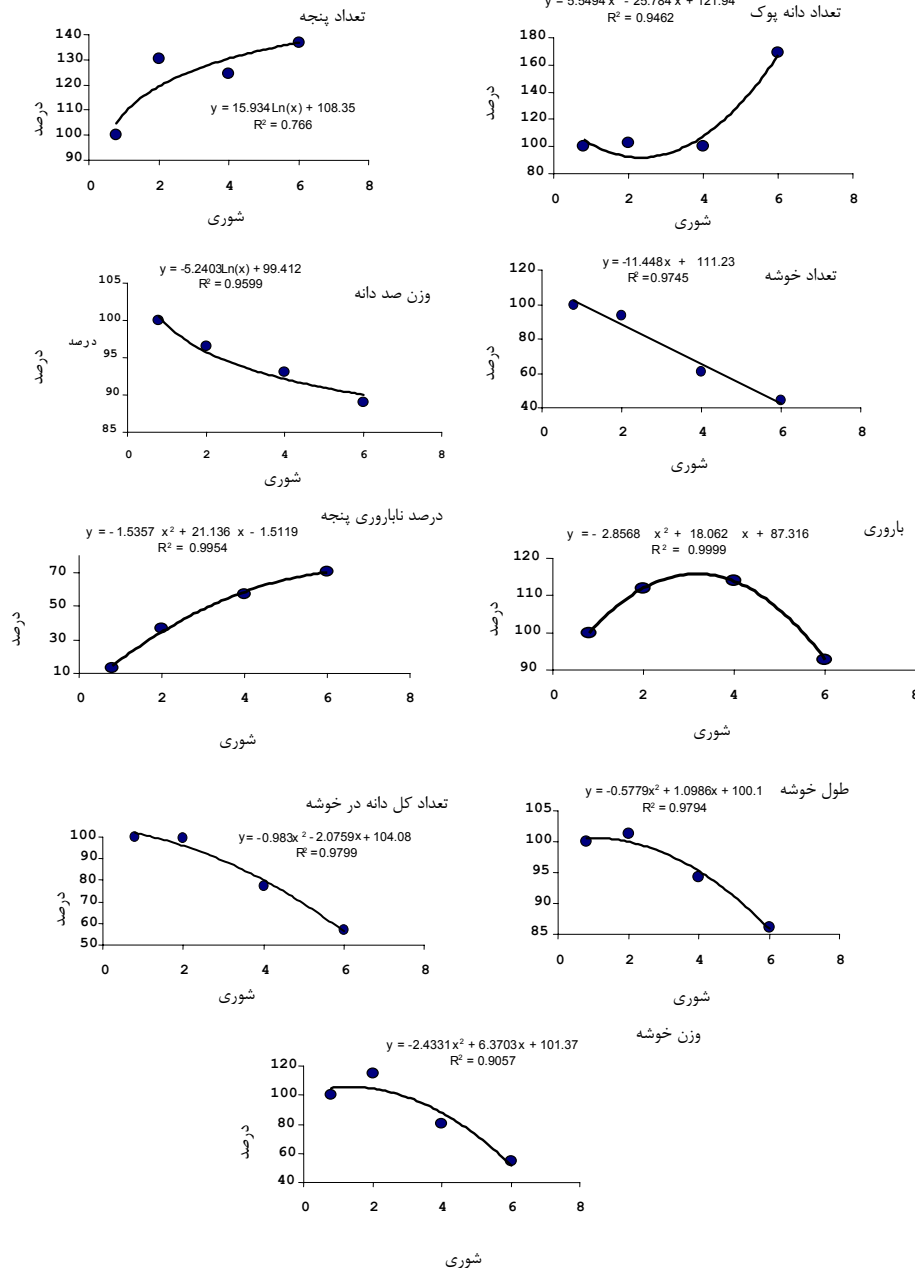 تعداد پنجه
140
130
120
110
100
90
0 2 4 6 8
y = 15.934Ln(x) + 108.35
R² = 0.766
درصد
شوری
y = 5.5494 x² - 25.784 x + 121.94
R² = 0.9462
تعداد دانه پوک
180
160
140
120
100
80
0 2 4 6 8
درصد
شوری
y = -5.2403Ln(x) + 99.412
R² = 0.9599
وزن صد دانه
105
100
95
90
85
0 2 4 6 8
درصد
درصد
شوری
y = -11.448x + 111.23
R² = 0.9745
تعداد خوشه
120
100
80
60
40
0 2 4 6 8
درصد
شوری
درصد ناباروری پنجه
y = - 1.5357 x² + 21.136 x - 1.5119
R² = 0.9954
70
50
30
10
0 2 4 6 8
درصد
شوری
باروری
y = - 2.8568 x² + 18.062 x + 87.316
R² = 0.9999
120
110
100
90
0 2 4 6 8
درصد
شوری
تعداد کل دانه در خوشه
y = -0.983x² - 2.0759x + 104.08
R² = 0.9799
100
90
80
70
60
50
0 2 4 6 8
درصد
شوری
طول خوشه
y = -0.5779x² + 1.0986x + 100.1
R² = 0.9794
105
100
95
90
85
0 2 4 6 8
درصد
شوری
وزن خوشه
y = -2.4331x² + 6.3703x + 101.37
R² = 0.9057
120
100
80
60
40
0 2 4 6 8
درصد
شوری